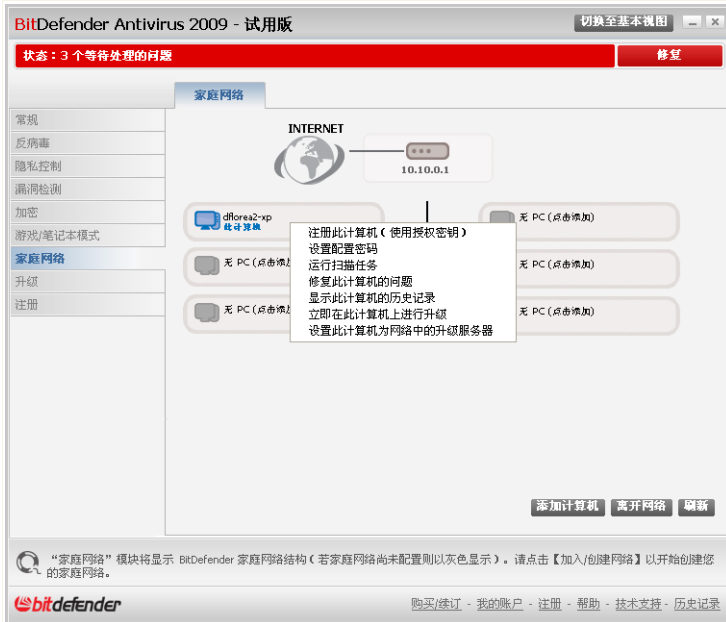 BitDefender Antivirus 2009 - 试用版
切换至基本视图
状态：3 个等待处理的问题
修复
家庭网络
常规
反病毒
隐私控制
漏洞检测
加密
游戏/笔记本模式
家庭网络
升级
注册
INTERNET
10.10.0.1
dflorea2-xp
此计算机
无 PC (点击添加)
无 PC (点击添加)
无 PC (点击添加)
无 PC (点击添加)
无 PC (点击添加)
注册此计算机（使用授权密钥）
设置配置密码
运行扫描任务
修复此计算机的问题
显示此计算机的历史记录
立即在此计算机上进行升级
设置此计算机为网络中的升级服务器
添加计算机
离开网络
刷新
“家庭网络”模块将显示 BitDefender 家庭网络结构（若家庭网络尚未配置则以灰色显示）。请点击【加入/创建网络】以开始创建您
的家庭网络。
bitdefender
购买/续订 - 我的账户 - 注册 - 帮助 - 技术支持 - 历史记录